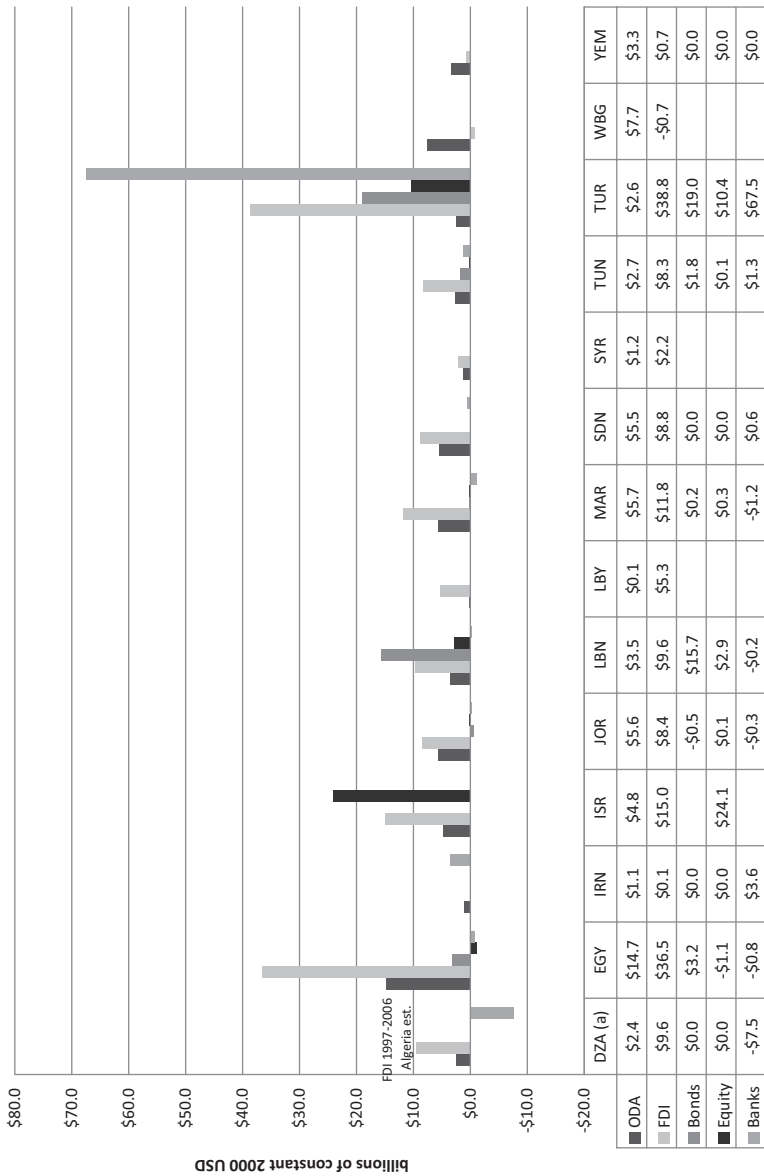 billions of constant 2000 USD
$80.0
$70.0
$60.0
$50.0
$40.0
$30.0
$20.0
$10.0
$0.0
-$10.0
-$20.0
FDI 1997-2006
Algeria est.
DZA (a) EGY IRN ISR JOR LBN LBY MAR SDN SYR TUN TUR WBG YEM
ODA $2.4 $14.7 $1.1 $4.8 $5.6 $3.5 $0.1 $5.7 $5.5 $1.2 $2.7 $2.6 $7.7 $3.3
FDI $9.6 $36.5 $0.1 $15.0 $8.4 $9.6 $5.3 $11.8 $8.8 $2.2 $8.3 $38.8 -$0.7 $0.7
Bonds $0.0 $3.2 $0.0 -$0.5 $15.7 $0.2 $0.0 $1.8 $19.0 $0.0
Equity $0.0 -$1.1 $0.0 $24.1 $0.1 $2.9 $0.3 $0.0 $0.1 $10.4 $0.0
Banks -$7.5 -$0.8 $3.6 -$0.3 -$0.2 -$1.2 $0.6 $1.3 $67.5 $0.0